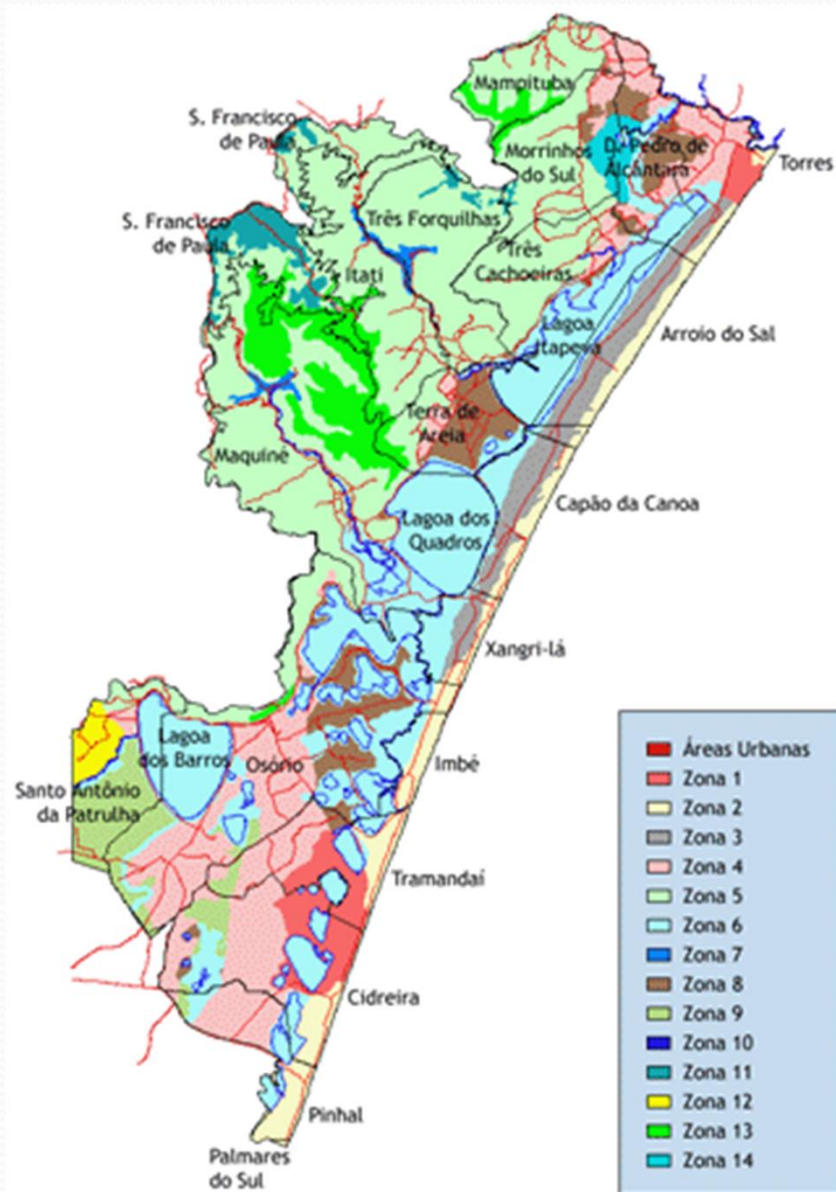 Mampituba
S. Francisco
de Paula
D. Pedro de
Alcântara
Torres
Morrinhos
do Sul
S. Francisco
de Paula
Três Forquilhas
Três
Cachoeiras
Itati
Lagoa
Itapeva
Arroio do Sal
Terra de
Areia
Maquiné
Capão da Canoa
Lagoa dos
Quadros
Xangri-lá
Lagoa
dos Barros
Osório
Imbé
Santo Antônio
da Patrulha
Tramandaí
Cidreira
Pinhal
Palmares
do Sul
Áreas Urbanas
Zona 1
Zona 2
Zona 3
Zona 4
Zona 5
Zona 6
Zona 7
Zona 8
Zona 9
Zona 10
Zona 11
Zona 12
Zona 13
Zona 14